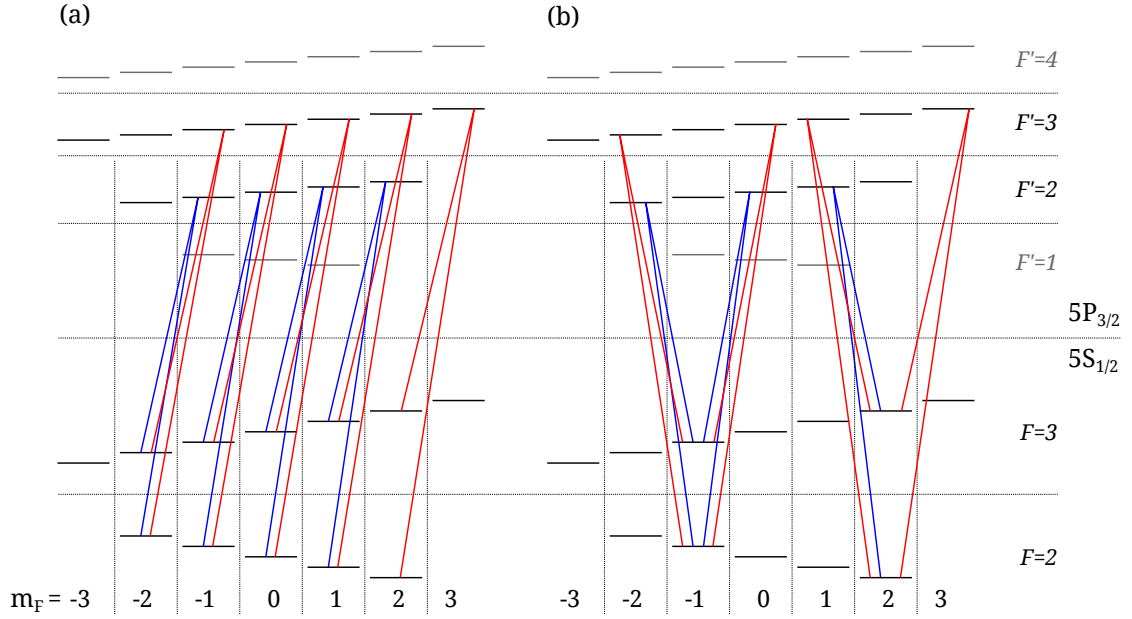 (a)
(b)
F'=4
F'=3
F'=2
F'=1
5P3/2
5S1/2
F=3
F=2
mF = -3 -2 -1 0 1 2 3
-3 -2 -1 0 1 2 3